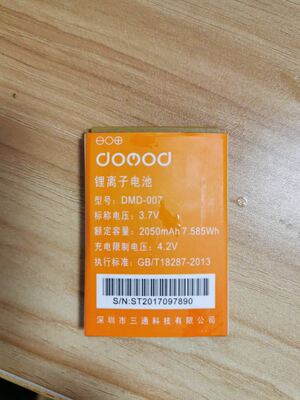 domod
锂离子电池
型号: DMD-007
标称电压: 3.7V
额定容量: 2050mAh 7.585Wh
充电限制电压: 4.2V
执行标准: GB/T18287-2013
S/N:ST2017097890
深圳市三通科技有限公司